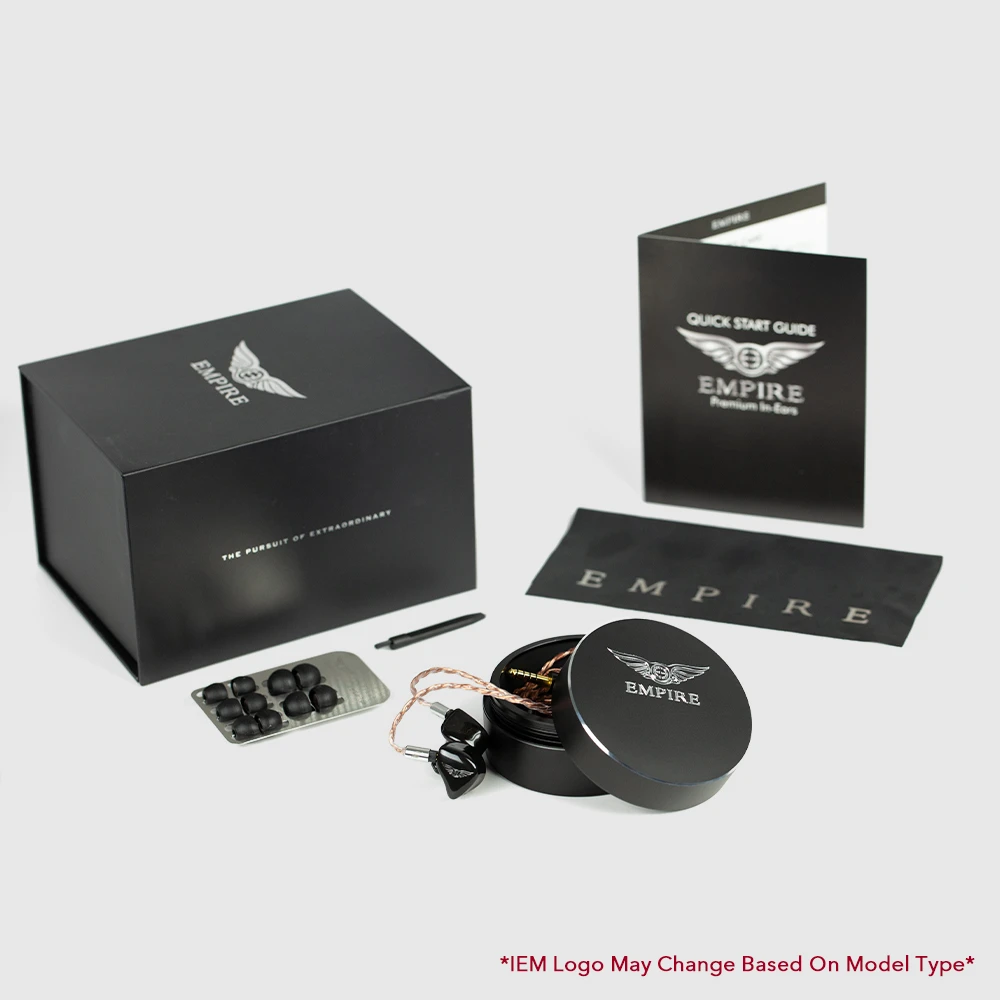 EMPIRE
QUICK START GUIDE
EMPIRE
Premium In-Ears
EMPIRE
THE PURSUIT OF EXTRAORDINARY
EMPIRE
EMPIRE
*IEM Logo May Change Based On Model Type*